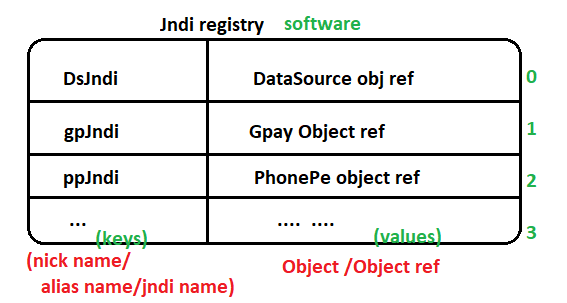 Jndi registry software
DsJndi DataSource obj ref 0
gpJndi Gpay Object ref 1
ppJndi PhonePe object ref 2
... .... .... 3
(keys) (values)
(nick name/
alias name/jndi name) Object /Object ref